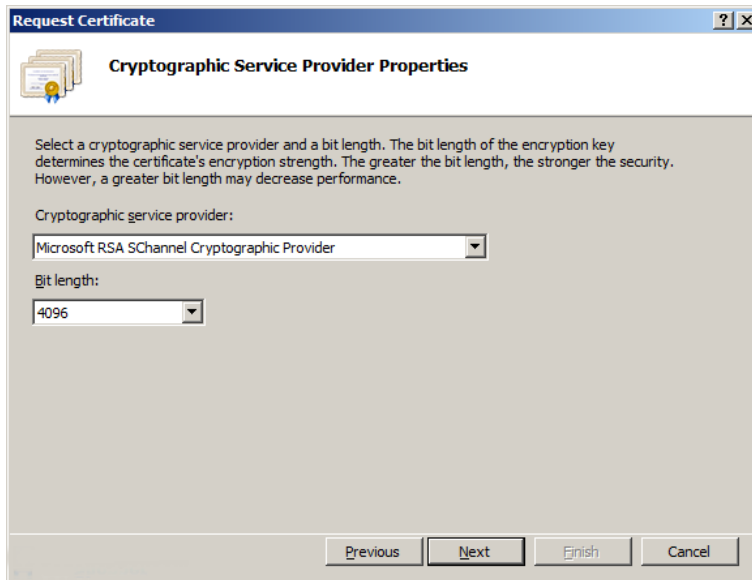 Request Certificate
Cryptographic Service Provider Properties
Select a cryptographic service provider and a bit length. The bit length of the encryption key
determines the certificate's encryption strength. The greater the bit length, the stronger the security.
However, a greater bit length may decrease performance.
Cryptographic service provider:
Microsoft RSA SChannel Cryptographic Provider
Bit length:
4096
Previous Next Finish Cancel